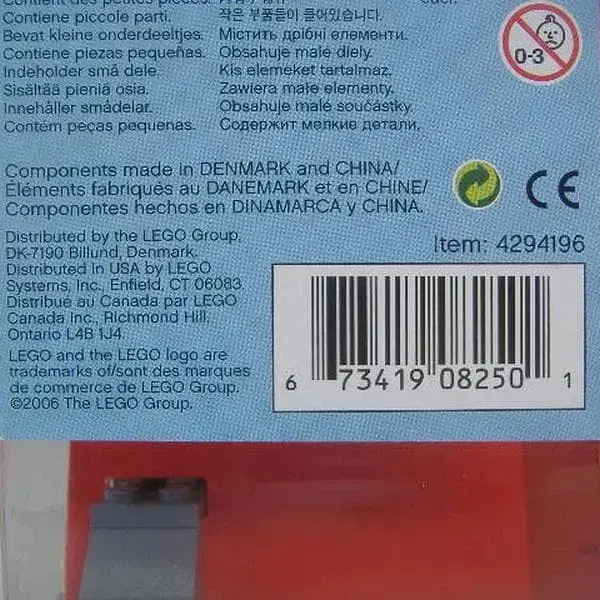 Contient des petites pièces.
Contiene piccole parti.
작은 부품들이 들어있습니다.
Bevat kleine onderdeeltjes.
Містить дрібні елементи.
Contiene piezas pequeñas.
Obsahuje malé diely.
Indeholder små dele.
Kis elemeket tartalmaz.
Sisältää pieniä osia.
Zawiera małe elementy.
Innehåller smådelar.
Obsahuje malé součástky.
Contém peças pequenas.
Содержит мелкие детали.
0-3
Components made in DENMARK and CHINA/
Éléments fabriqués au DANEMARK et en CHINE/
Componentes hechos en DINAMARCA y CHINA.
CE
Distributed by the LEGO Group,
DK-7190 Billund, Denmark.
Distributed in USA by LEGO
Systems, Inc., Enfield, CT 06083.
Distribué au Canada par LEGO
Canada Inc., Richmond Hill,
Ontario L4B 1J4.
LEGO and the LEGO logo are
trademarks of/sont des marques
de commerce de LEGO Group.
©2006 The LEGO Group.
Item: 4294196
6 73419 08250 1